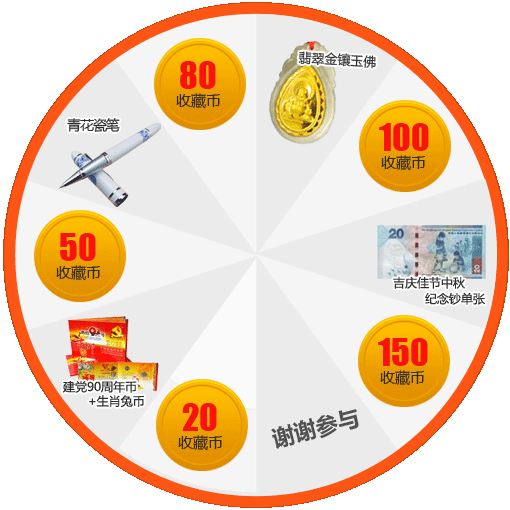 80
收藏币
翡翠金镶玉佛
100
收藏币
20
吉庆佳节中秋
纪念钞单张
150
收藏币
谢谢参与
20
收藏币
建党90周年币
+生肖兔币
50
收藏币
青花瓷笔